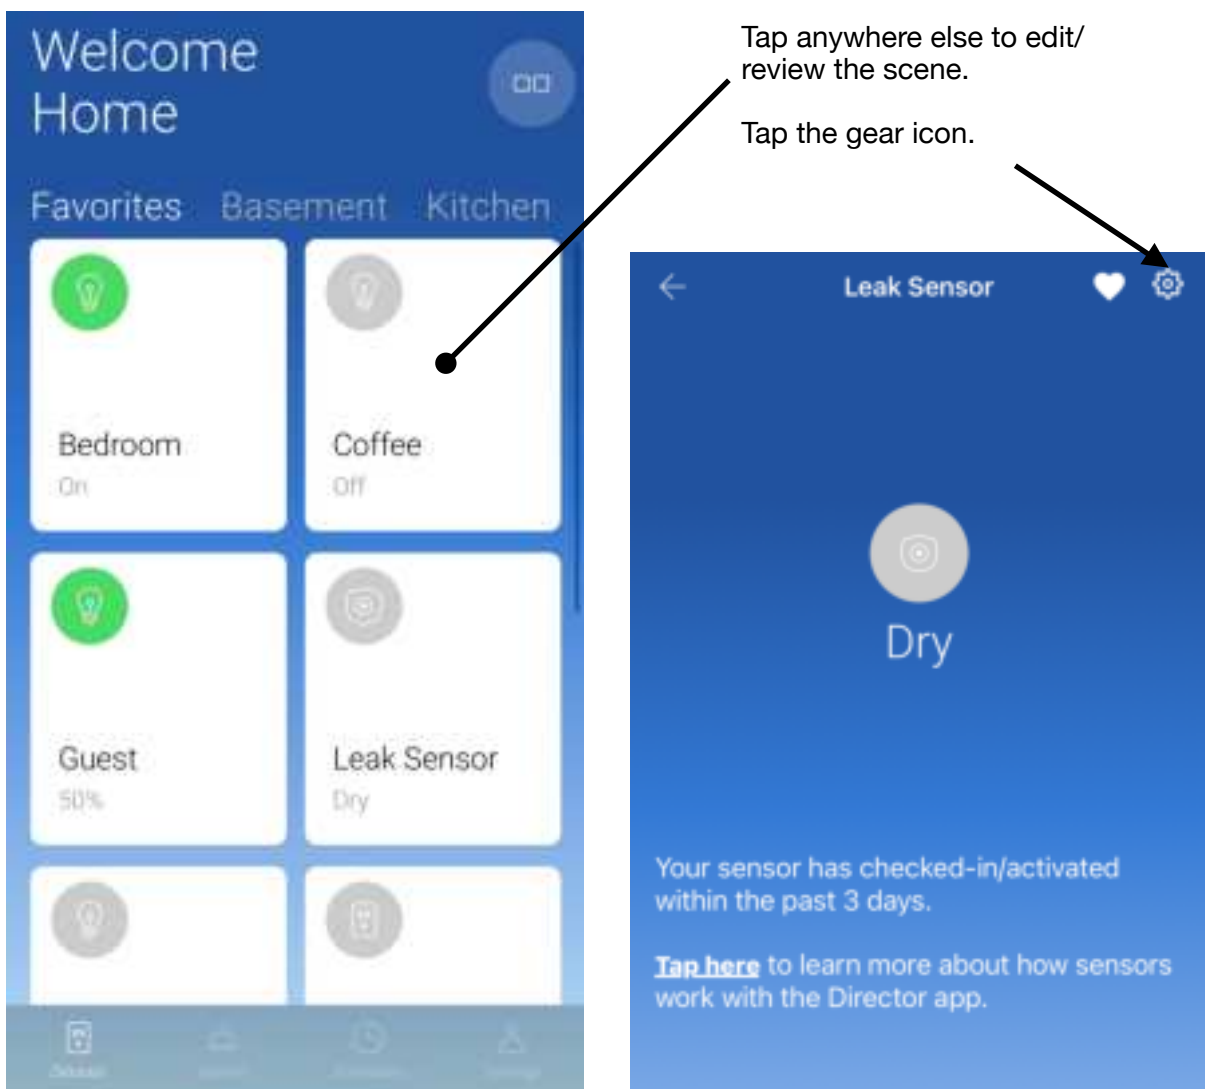 Welcome
Home
Favorites Basement Kitchen
Bedroom
On
Coffee
Off
Guest
50%
Leak Sensor
Dry
Tap anywhere else to edit/
review the scene.
Tap the gear icon.
Leak Sensor
Dry
Your sensor has checked-in/activated
within the past 3 days.
Tap here to learn more about how sensors
work with the Director app.